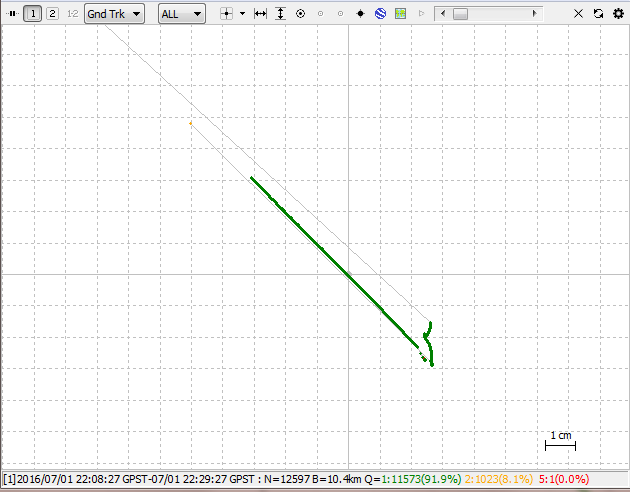 1 2 1-2 Gnd Trk ALL
1 cm
[1]2016/07/01 22:08:27 GPST-07/01 22:29:27 GPST : N=12597 B=10.4km Q=1:11573(91.9%) 2:1023(8.1%) 5:1(0.0%)